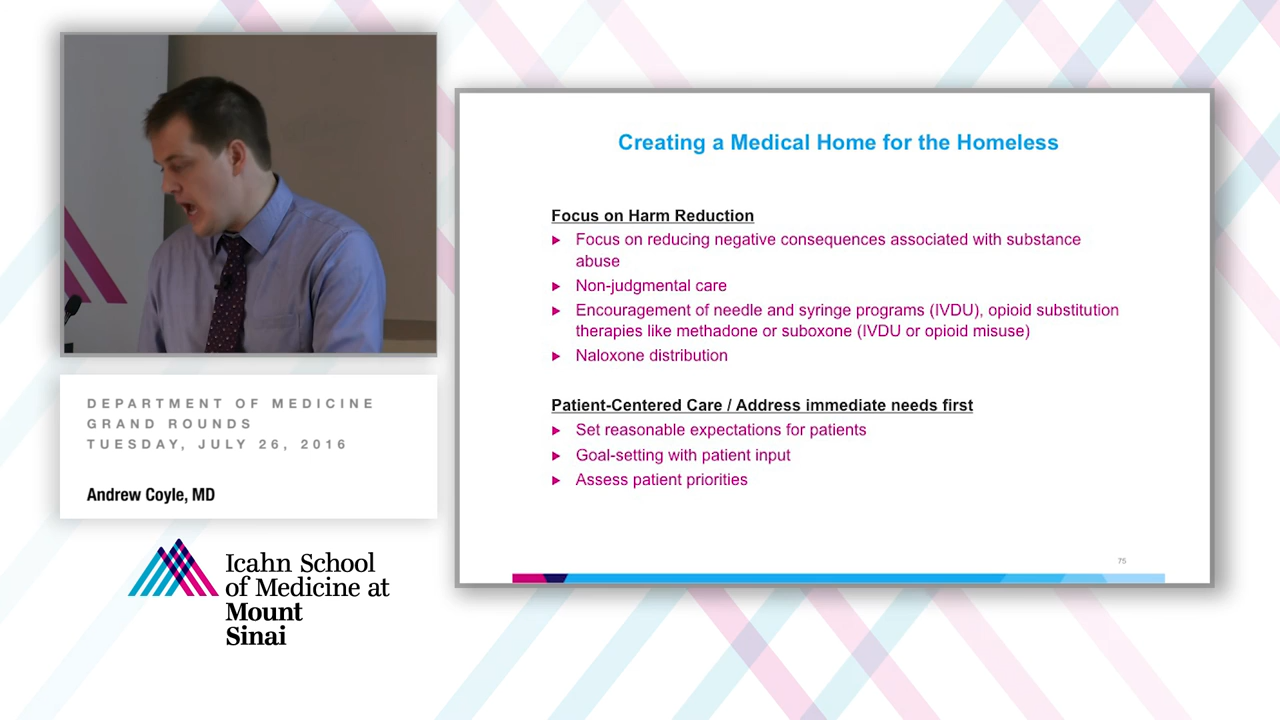 DEPARTMENT OF MEDICINE
GRAND ROUNDS
TUESDAY, JULY 26, 2016
Andrew Coyle, MD
Icahn School
of Medicine at
Mount
Sinai
Creating a Medical Home for the Homeless
Focus on Harm Reduction
Focus on reducing negative consequences associated with substance
abuse
Non-judgmental care
Encouragement of needle and syringe programs (IVDU), opioid substitution
therapies like methadone or suboxone (IVDU or opioid misuse)
Naloxone distribution
Patient-Centered Care / Address immediate needs first
Set reasonable expectations for patients
Goal-setting with patient input
Assess patient priorities
75